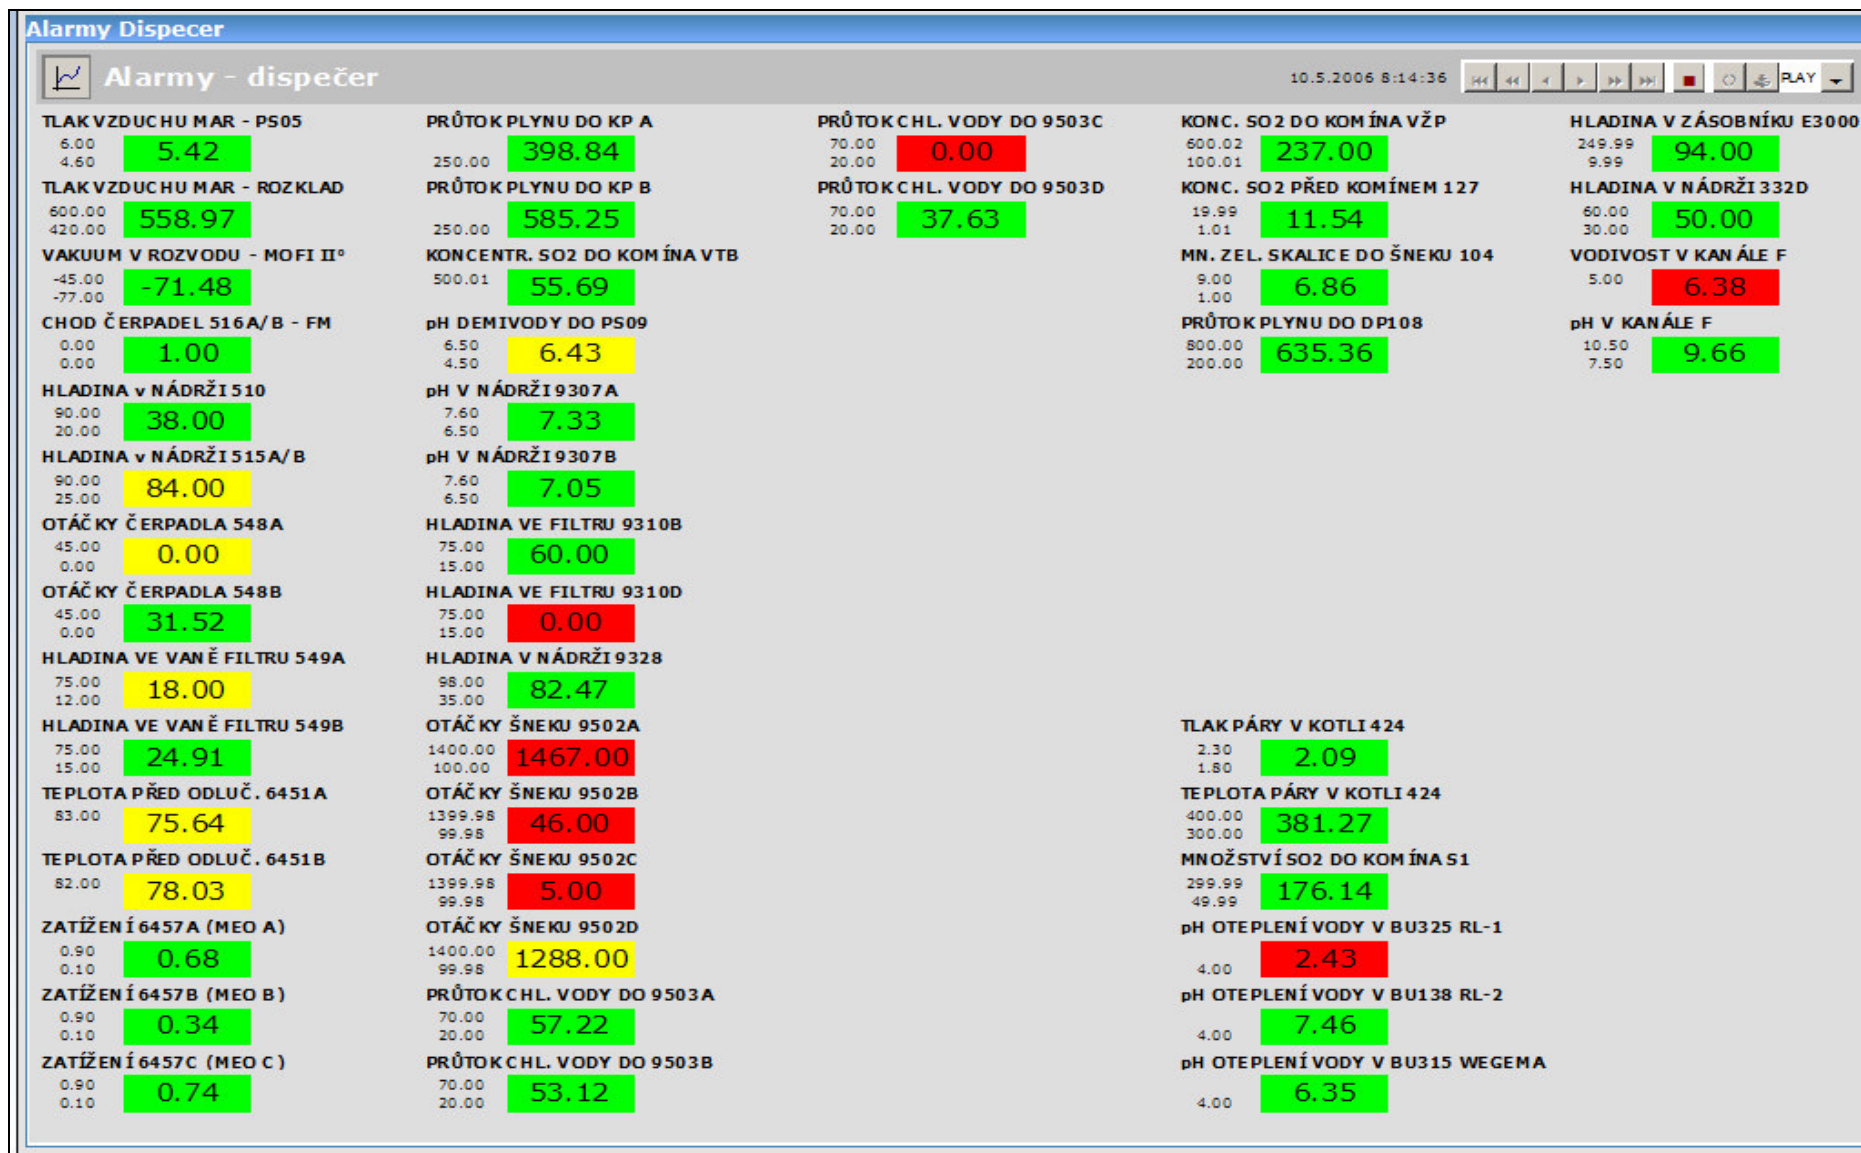 Alarmy Dispecer
Alarmy - dispečer
10.5.2006 8:14:36
PLAY
TLAK VZDUCHU MAR - PS05
6.00
4.60
5.42
TLAK VZDUCHU MAR - ROZKLAD
600.00
420.00
558.97
VAKUUM V ROZVODU - MOFI II°
-45.00
-77.00
-71.48
CHOD ČERPADEL 516A/B - FM
0.00
0.00
1.00
HLADINA v NÁDRŽI 510
90.00
20.00
38.00
HLADINA v NÁDRŽI 515A/B
90.00
25.00
84.00
OTÁČKY ČERPADLA 548A
45.00
0.00
0.00
OTÁČKY ČERPADLA 548B
45.00
0.00
31.52
HLADINA VE VANĚ FILTRU 549A
75.00
12.00
18.00
HLADINA VE VANĚ FILTRU 549B
75.00
15.00
24.91
TEPLOTA PŘED ODLUČ. 6451A
83.00
75.64
TEPLOTA PŘED ODLUČ. 6451B
82.00
78.03
ZATÍŽENÍ 6457A (MEO A)
0.90
0.10
0.68
ZATÍŽENÍ 6457B (MEO B)
0.90
0.10
0.34
ZATÍŽENÍ 6457C (MEO C)
0.90
0.10
0.74
PRŮTOK PLYNU DO KP A
250.00
398.84
PRŮTOK PLYNU DO KP B
250.00
585.25
KONCENTR. SO2 DO KOMÍNA VTB
500.01
55.69
pH DEMIVODY DO PS09
6.50
4.50
6.43
pH V NÁDRŽI 9307A
7.60
6.50
7.33
pH V NÁDRŽI 9307B
7.60
6.50
7.05
HLADINA VE FILTRU 9310B
75.00
15.00
60.00
HLADINA VE FILTRU 9310D
75.00
15.00
0.00
HLADINA V NÁDRŽI 9328
98.00
35.00
82.47
OTÁČKY ŠNEKU 9502A
1400.00
100.00
1467.00
OTÁČKY ŠNEKU 9502B
1399.98
99.98
46.00
OTÁČKY ŠNEKU 9502C
1399.98
99.98
5.00
OTÁČKY ŠNEKU 9502D
1400.00
99.98
1288.00
PRŮTOK CHL. VODY DO 9503A
70.00
20.00
57.22
PRŮTOK CHL. VODY DO 9503B
70.00
20.00
53.12
PRŮTOK CHL. VODY DO 9503C
70.00
20.00
0.00
PRŮTOK CHL. VODY DO 9503D
70.00
20.00
37.63
KONC. SO2 DO KOMÍNA VŽP
600.02
100.01
237.00
KONC. SO2 PŘED KOMÍNEM 127
19.99
1.01
11.54
MN. ZEL. SKALICE DO ŠNEKU 104
9.00
1.00
6.86
PRŮTOK PLYNU DO DP108
800.00
200.00
635.36
TLAK PÁRY V KOTLI 424
2.30
1.80
2.09
TEPLOTA PÁRY V KOTLI 424
400.00
300.00
381.27
MNOŽSTVÍ SO2 DO KOMÍNA S1
299.99
49.99
176.14
pH OTEPLENÍ VODY V BU325 RL-1
4.00
2.43
pH OTEPLENÍ VODY V BU138 RL-2
4.00
7.46
pH OTEPLENÍ VODY V BU315 WEGEMA
4.00
6.35
HLADINA V ZÁSOBNÍKU E3000
249.99
9.99
94.00
HLADINA V NÁDRŽI 332D
60.00
30.00
50.00
VODIVOST V KANÁLE F
5.00
6.38
pH V KANÁLE F
10.50
7.50
9.66